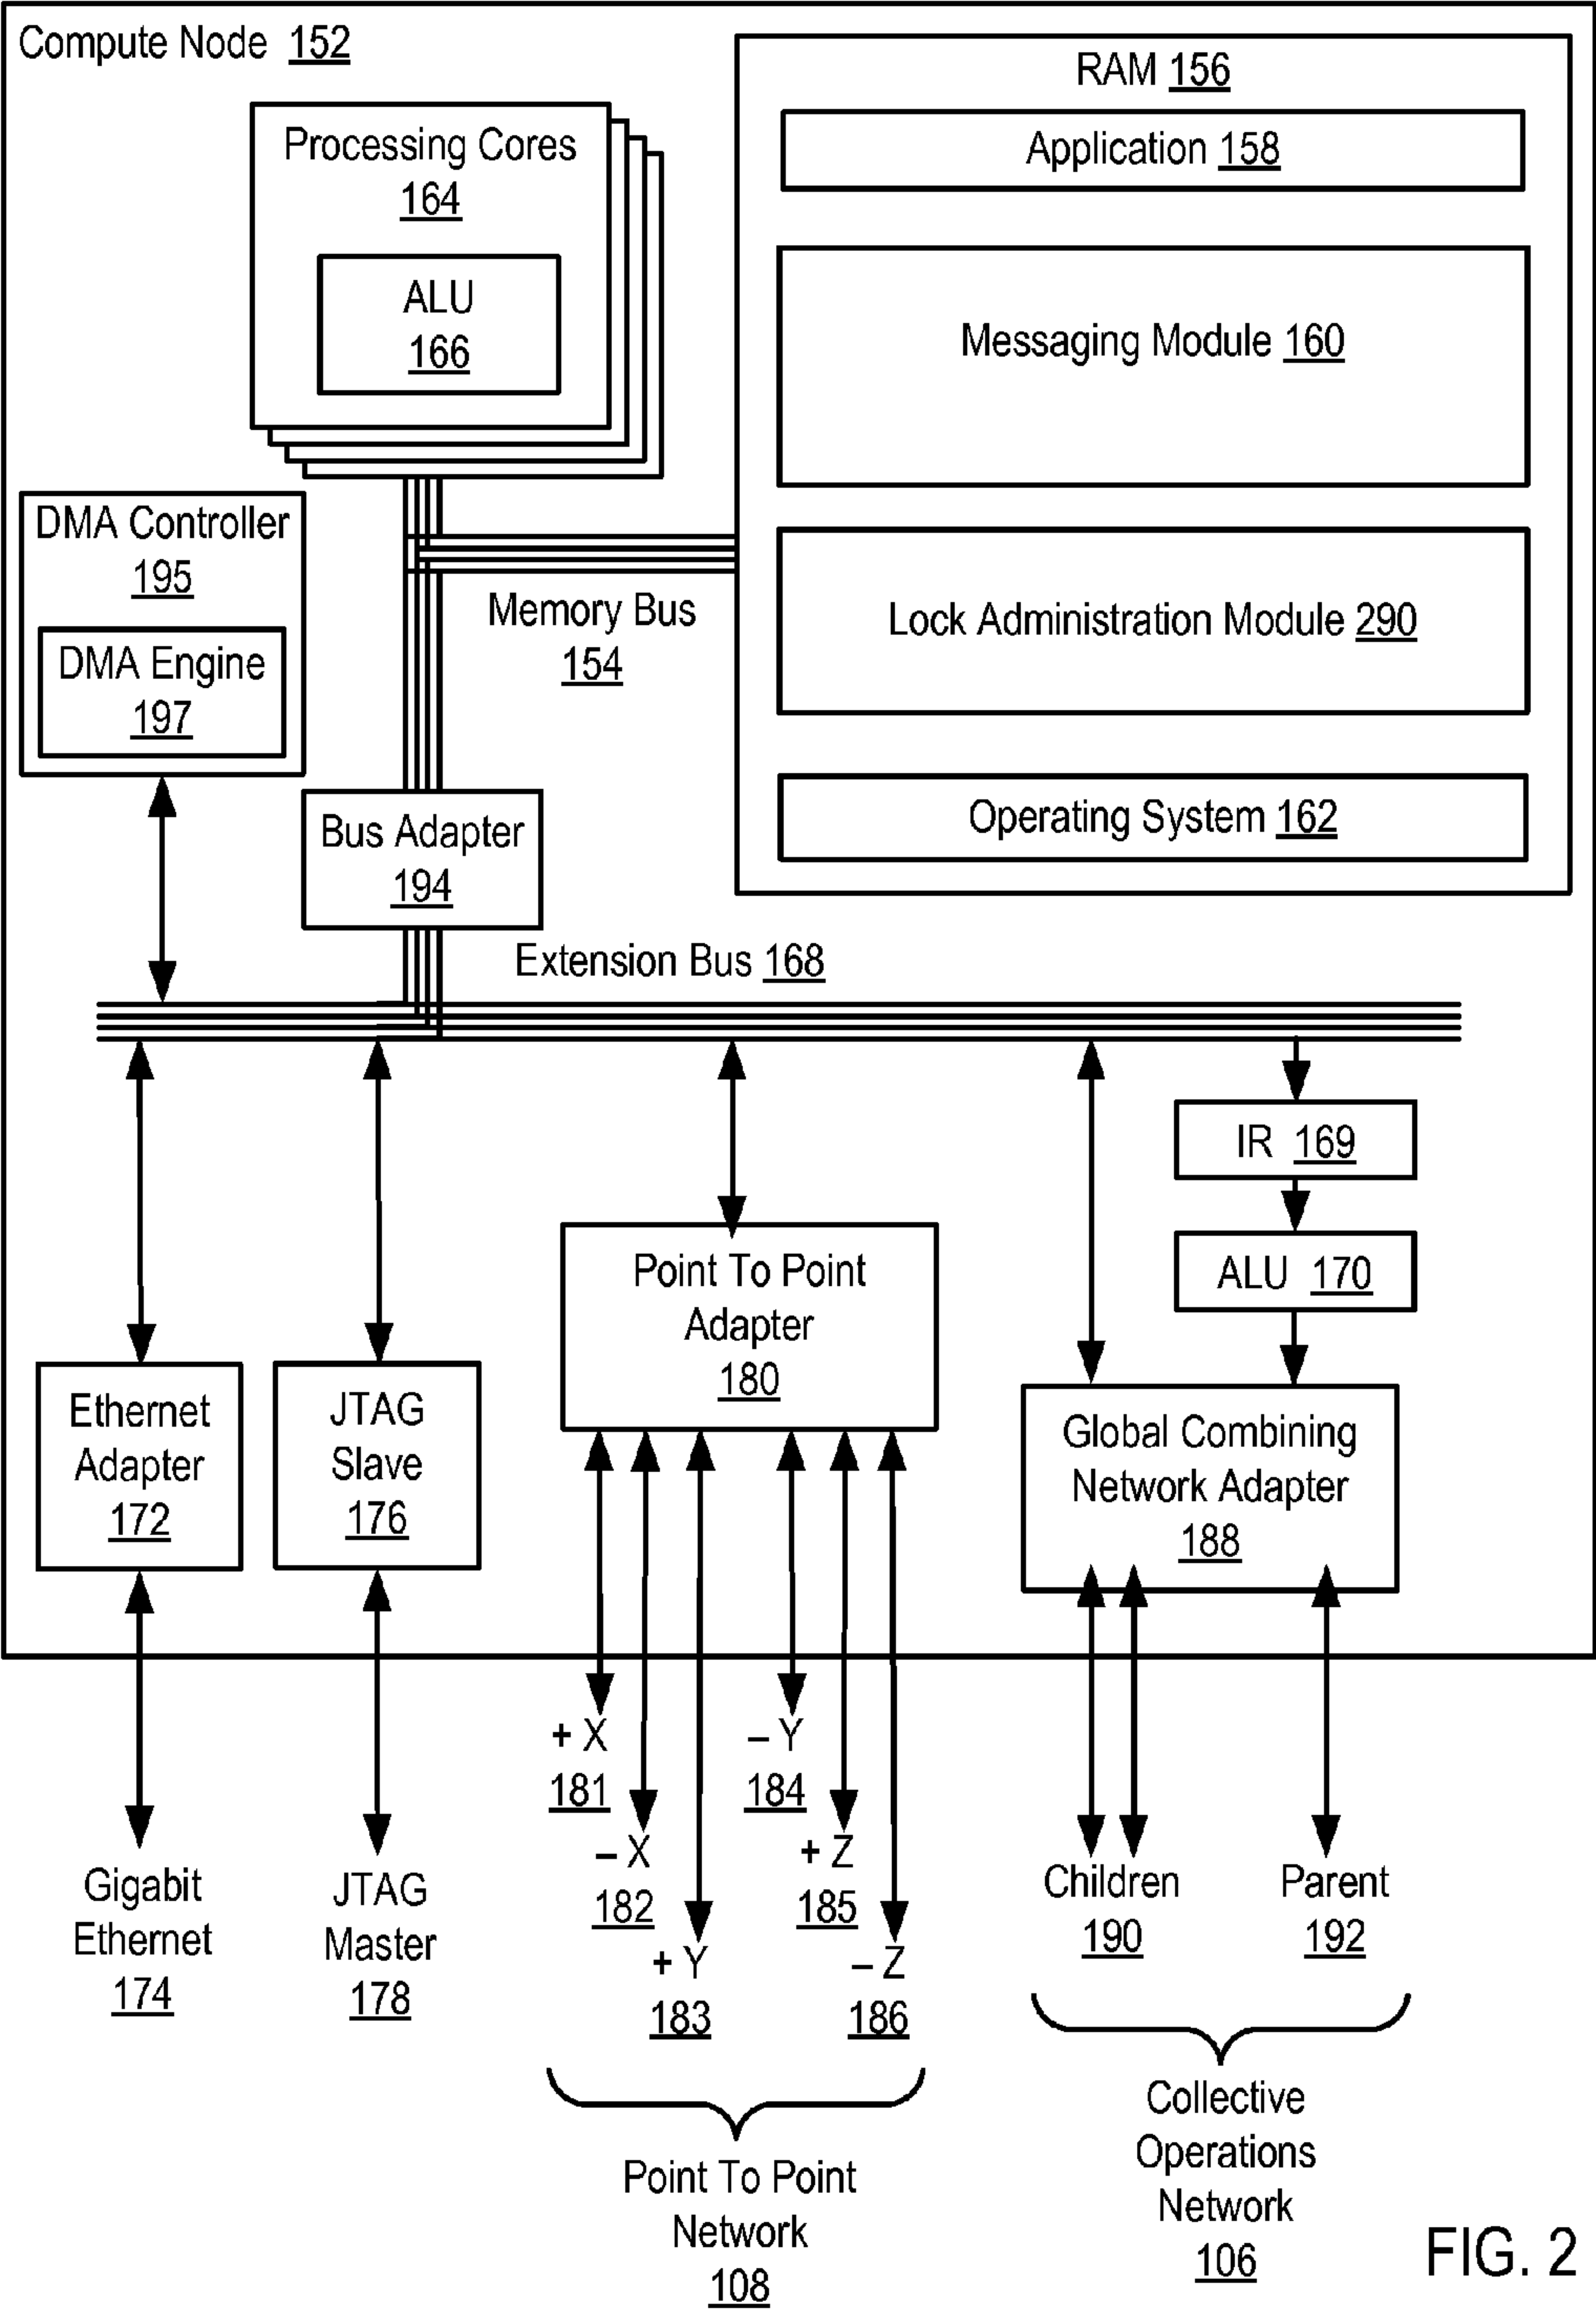 Compute Node 152
RAM 156
Application 158
Processing Cores
164
ALU
166
Messaging Module 160
DMA Controller
195
DMA Engine
197
Memory Bus
154
Lock Administration Module 290
Operating System 162
Bus Adapter
194
Extension Bus 168
IR 169
ALU 170
Point To Point
Adapter
180
Ethernet
Adapter
172
JTAG
Slave
176
Global Combining
Network Adapter
188
+ X
181
– X
182
+ Y
183
– Y
184
+ Z
185
– Z
186
Gigabit
Ethernet
174
JTAG
Master
178
Children
190
Parent
192
Point To Point
Network
108
Collective
Operations
Network
106
FIG. 2